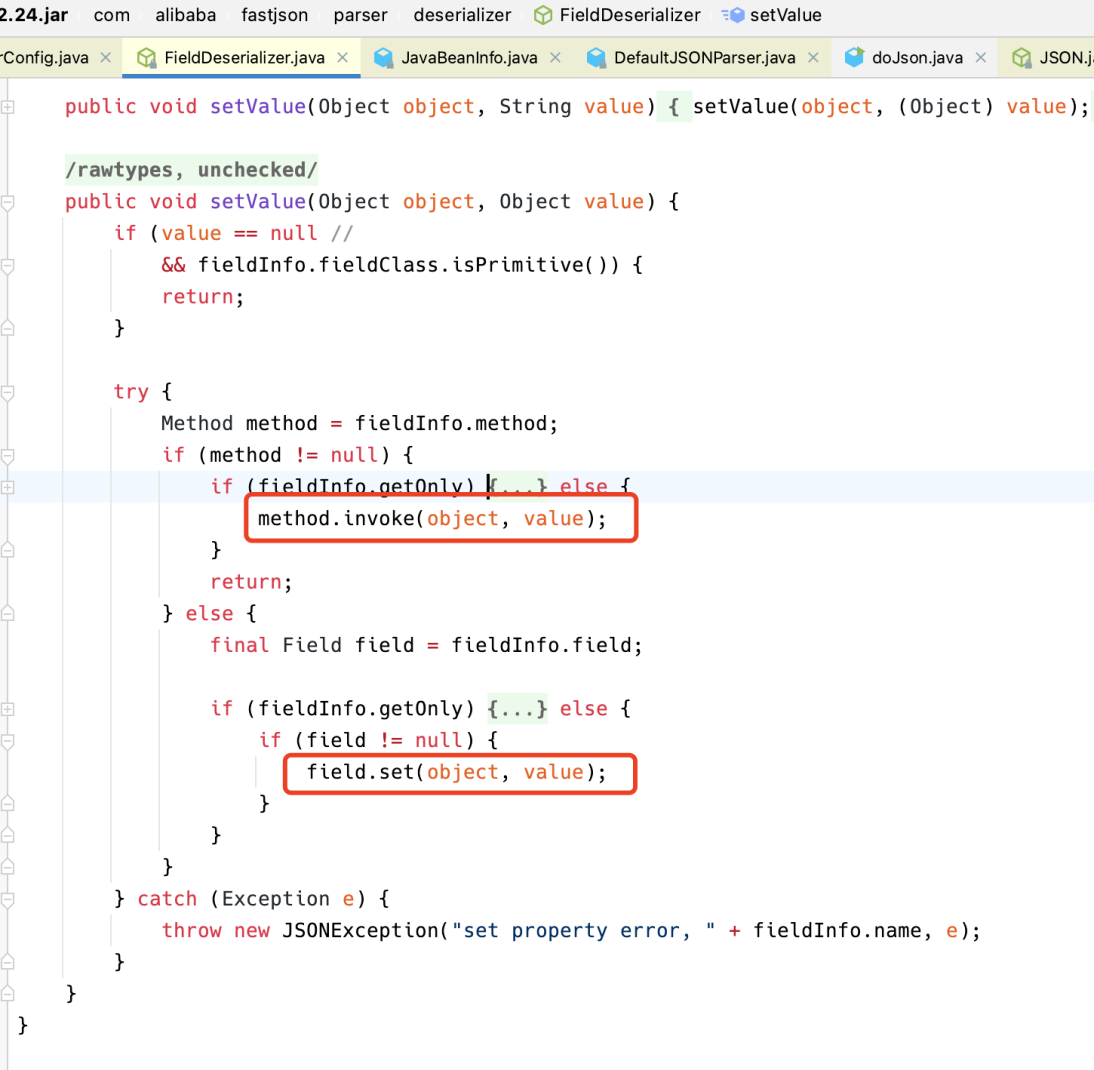 2.24.jar com alibaba fastjson parser deserializer FieldDeserializer setValue
rConfig.java FieldDeserializer.java JavaBeanInfo.java DefaultJSONParser.java doJson.java JSON.j
public void setValue(Object object, String value) { setValue(object, (Object) value);
/rawtypes, unchecked/
public void setValue(Object object, Object value) {
if (value == null //
&& fieldInfo.fieldClass.isPrimitive()) {
return;
}
try {
Method method = fieldInfo.method;
if (method != null) {
if (fieldInfo.getOnly) {...} else {
method.invoke(object, value);
}
return;
} else {
final Field field = fieldInfo.field;
if (fieldInfo.getOnly) {...} else {
if (field != null) {
field.set(object, value);
}
}
}
} catch (Exception e) {
throw new JSONException("set property error, " + fieldInfo.name, e);
}
}
}